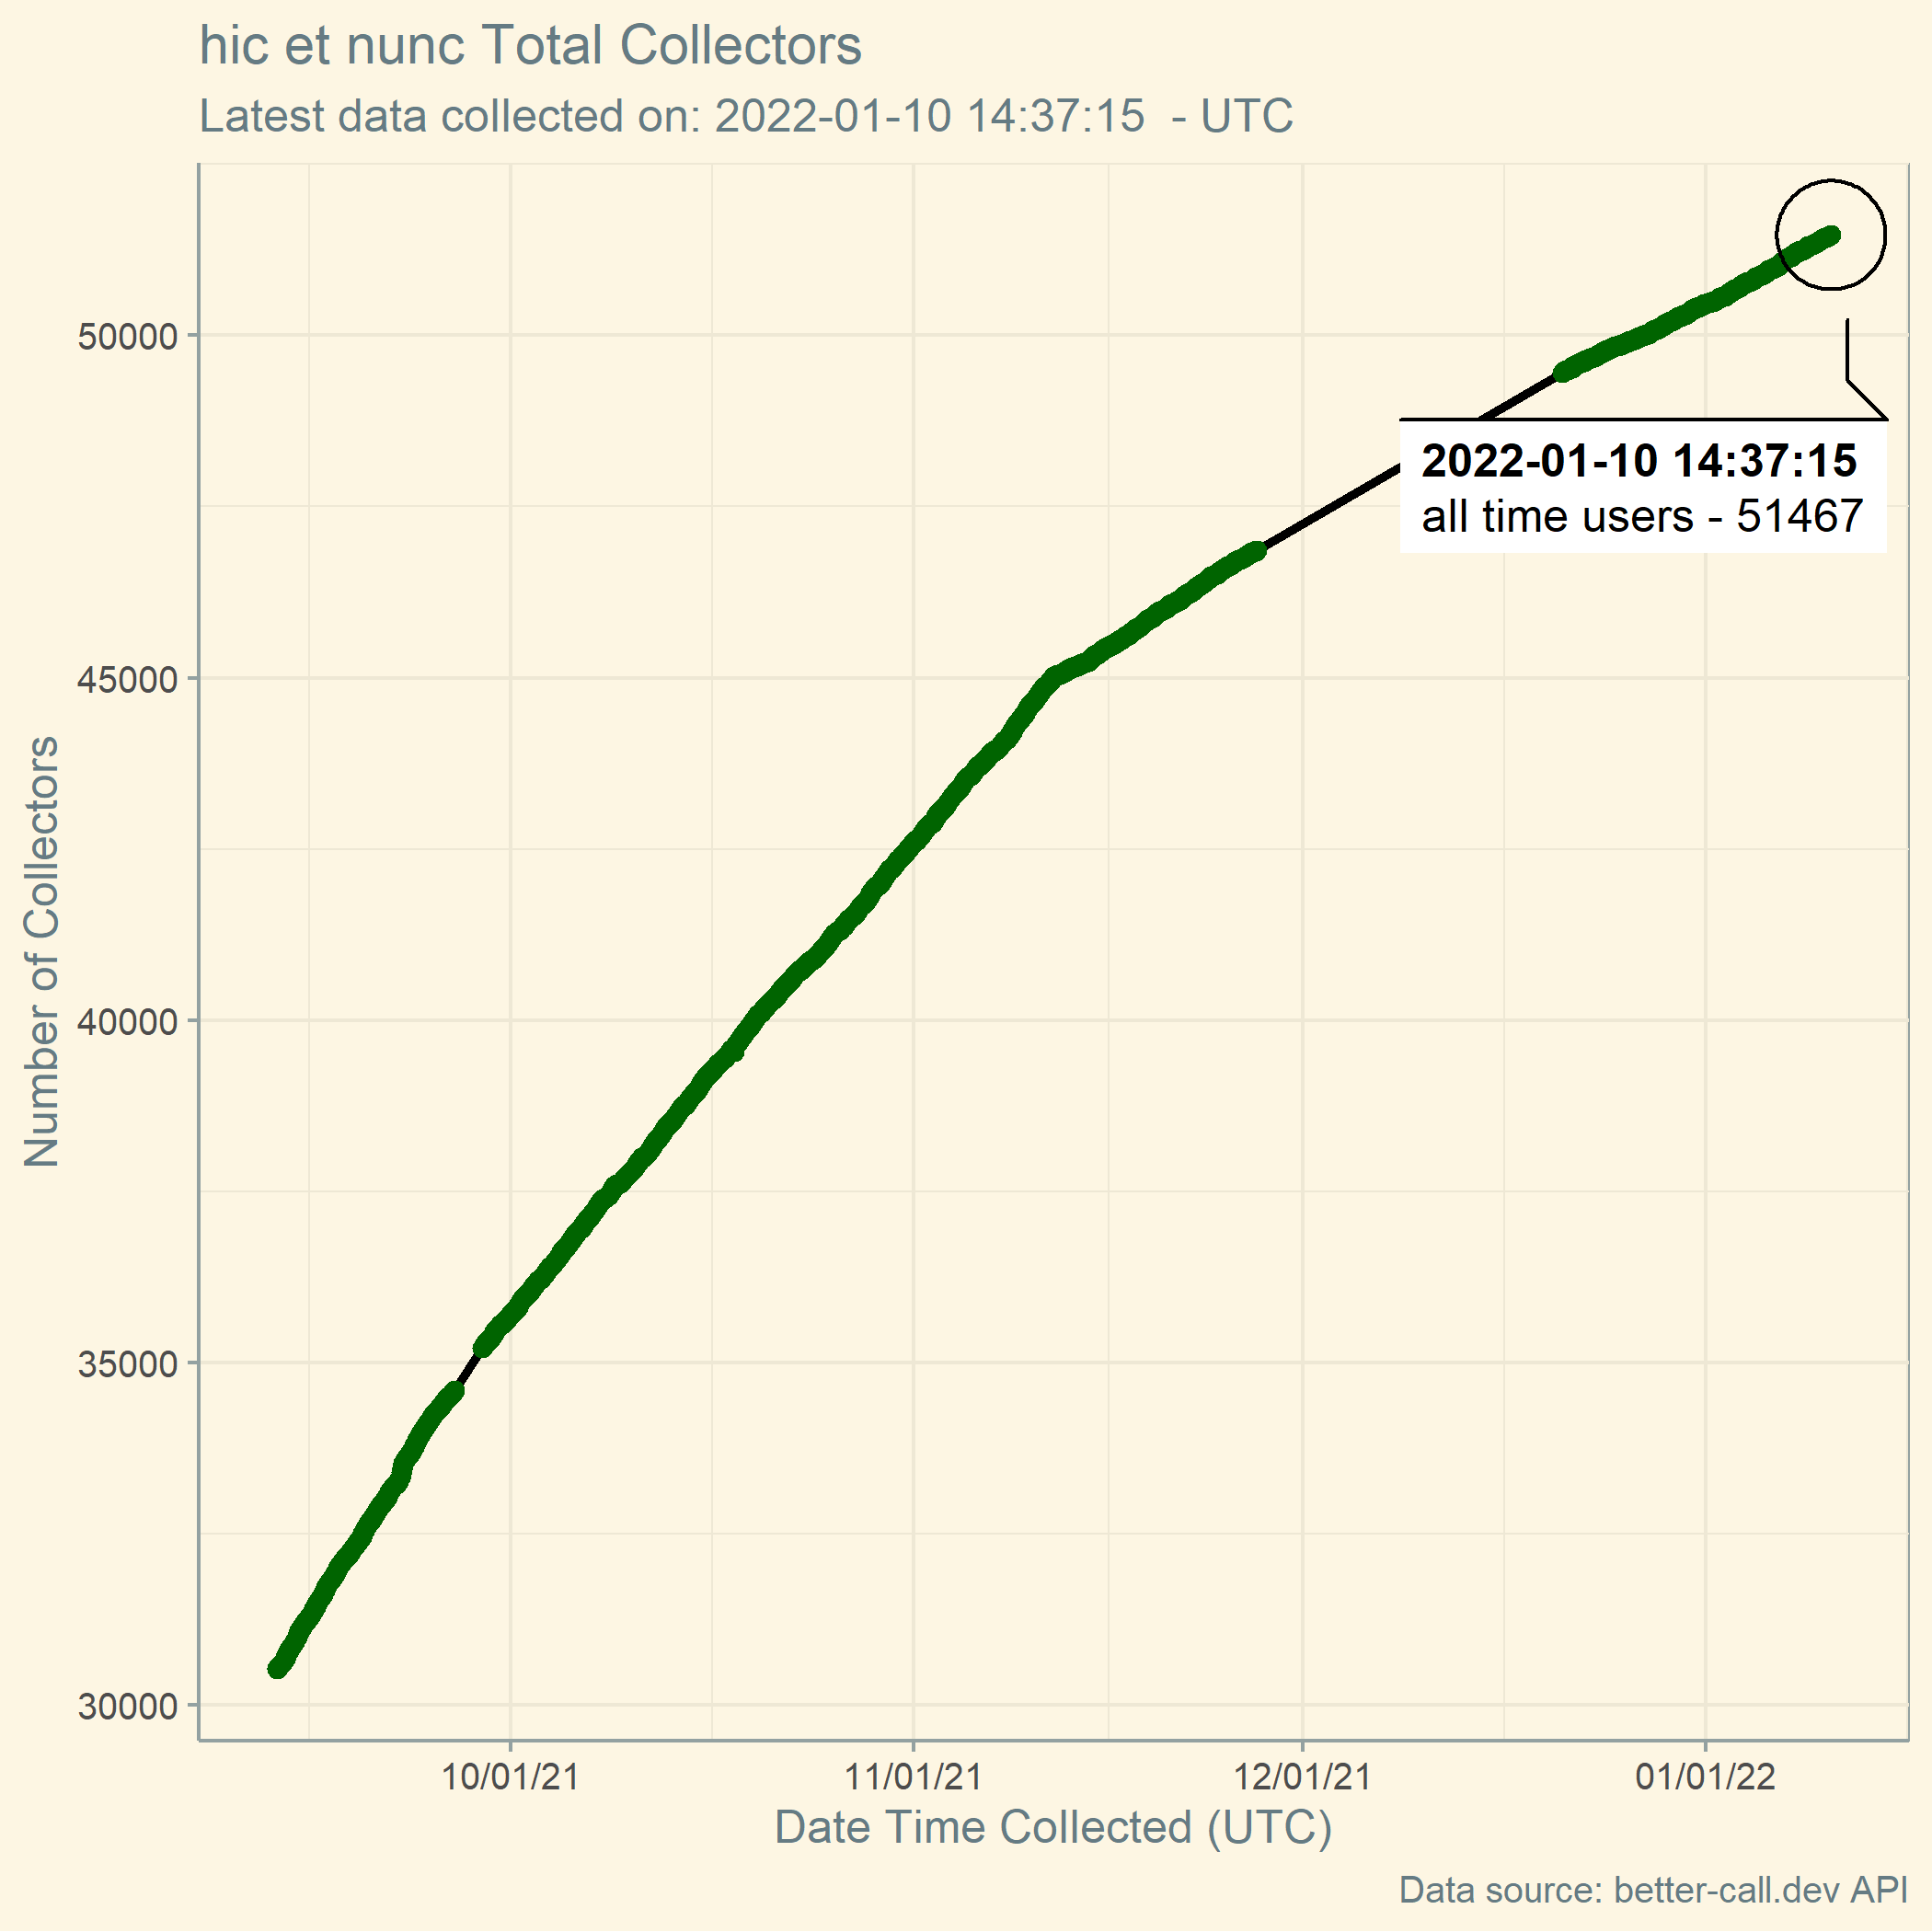 hic et nunc Total Collectors
Latest data collected on: 2022-01-10 14:37:15  - UTC
Number of Collectors
50000
45000
40000
35000
30000
2022-01-10 14:37:15
all time users - 51467
10/01/21 11/01/21 12/01/21 01/01/22
Date Time Collected (UTC)
Data source: better-call.dev API